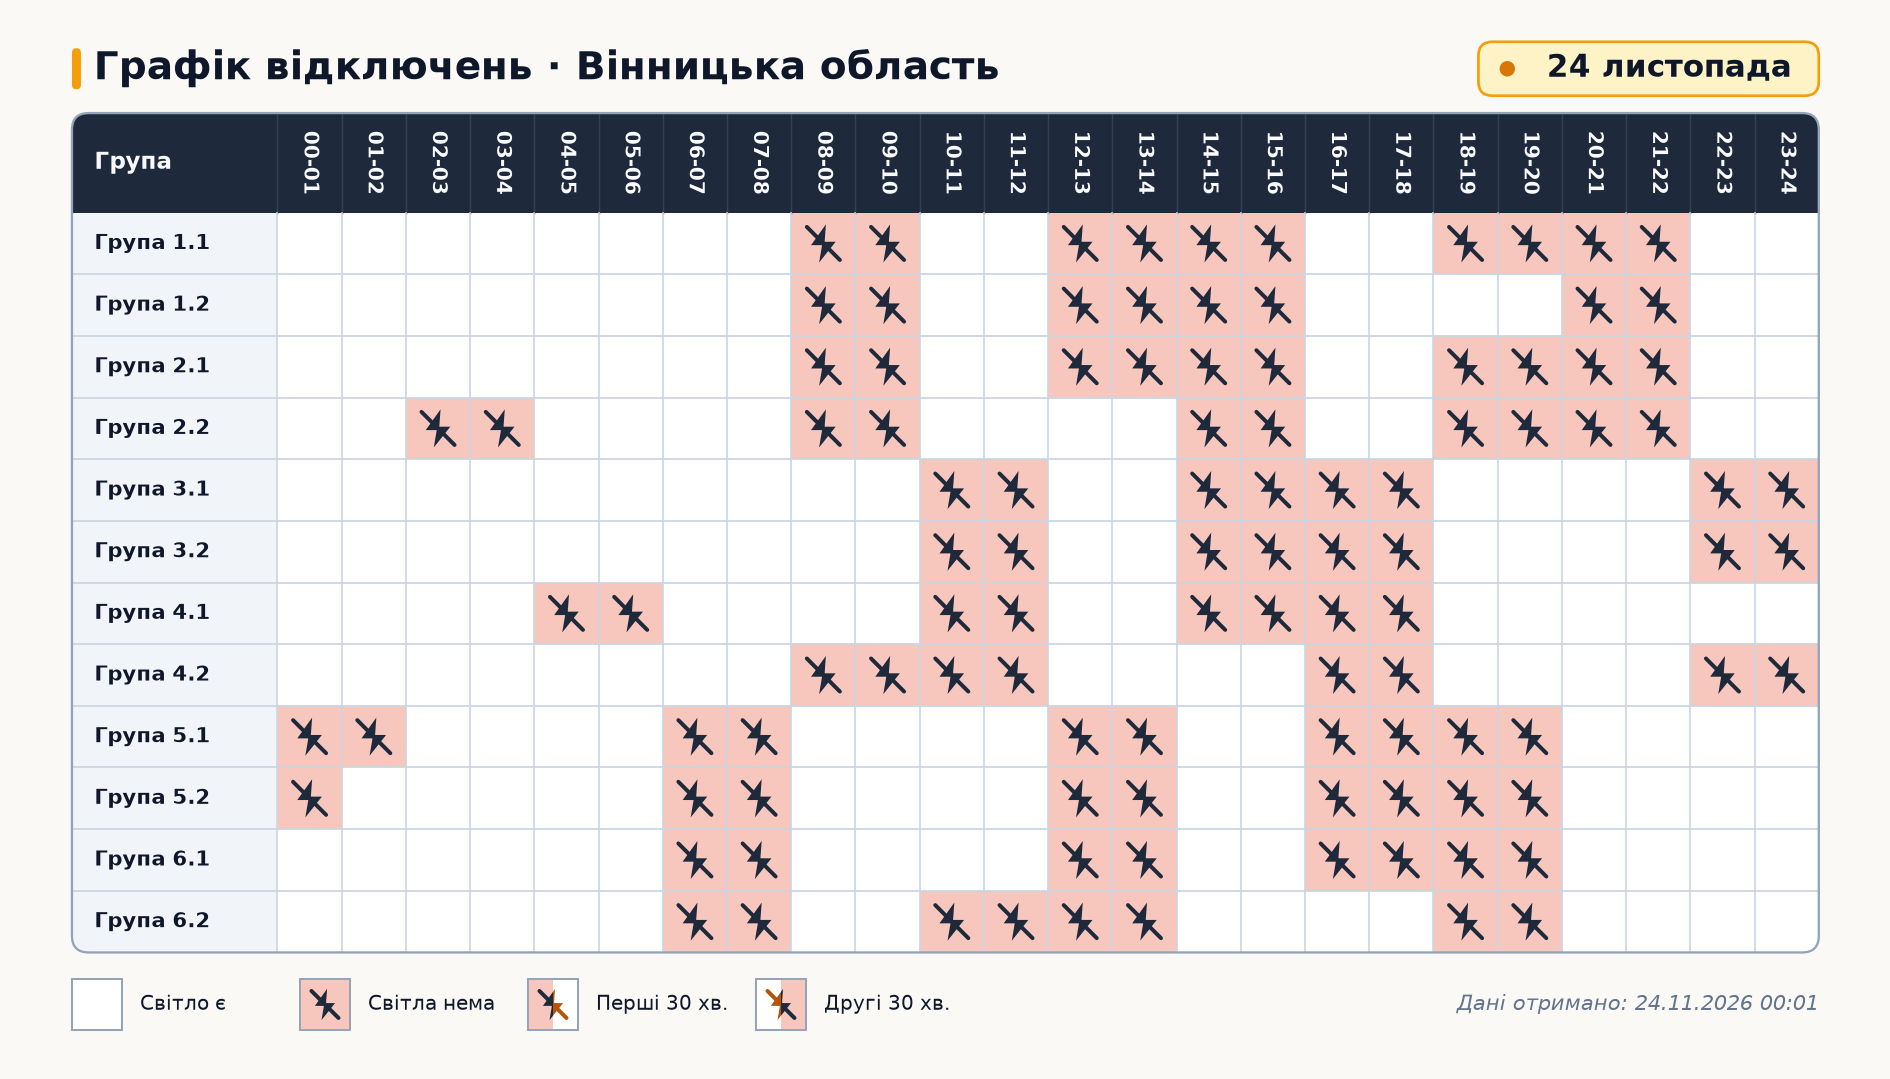 Графік відключень · Вінницька область
24 листопада
Група 00-01 01-02 02-03 03-04 04-05 05-06 06-07 07-08 08-09 09-10 10-11 11-12 12-13 13-14 14-15 15-16 16-17 17-18 18-19 19-20 20-21 21-22 22-23 23-24
Група 1.1
Група 1.2
Група 2.1
Група 2.2
Група 3.1
Група 3.2
Група 4.1
Група 4.2
Група 5.1
Група 5.2
Група 6.1
Група 6.2
Світло є Світла нема Перші 30 хв. Другі 30 хв.
Дані отримано: 24.11.2026 00:01